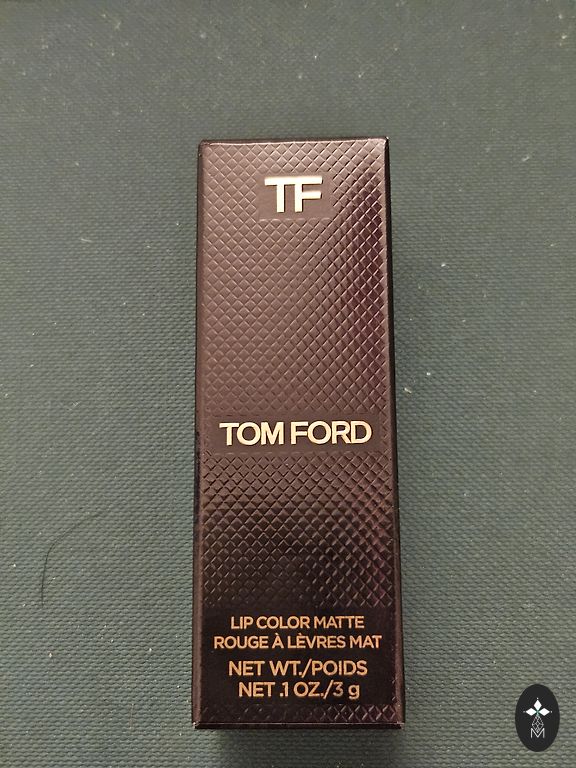 TF
TOM FORD
LIP COLOR MATTE
ROUGE À LÈVRES MAT
NET WT./POIDS
NET .1 OZ./3 g
M